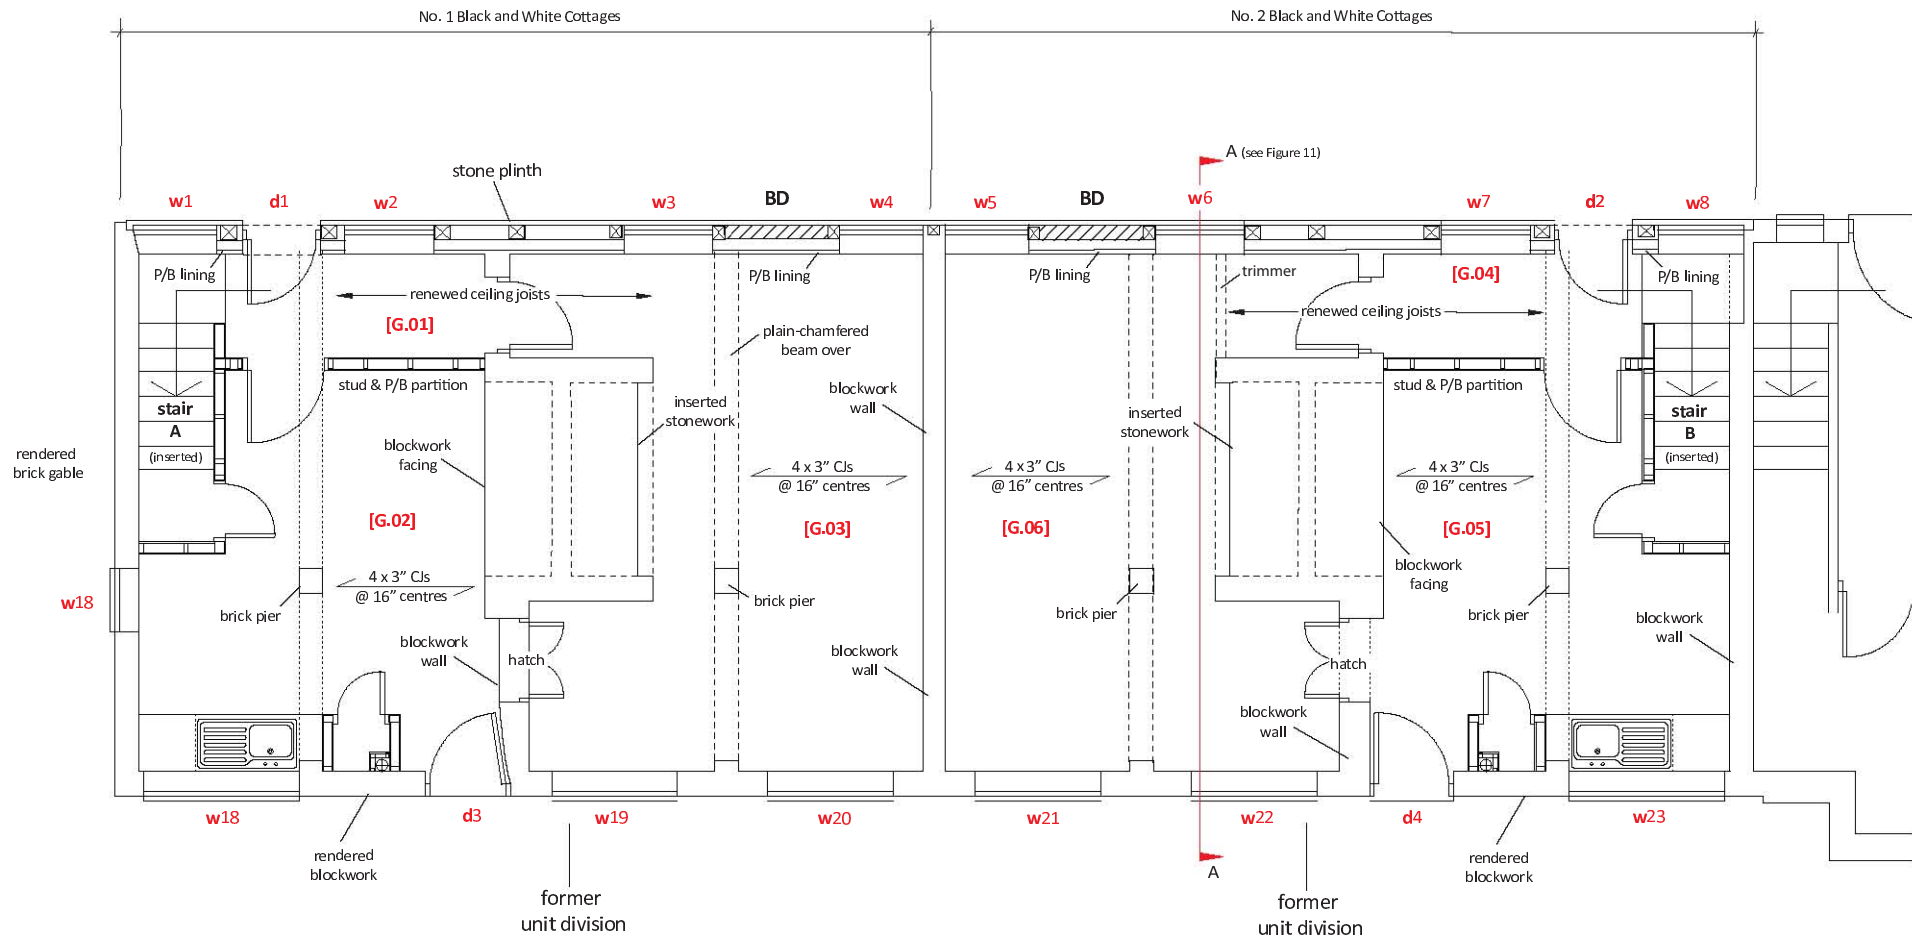 No. 1 Black and White Cottages
No. 2 Black and White Cottages
A (see Figure 11)
stone plinth
w1
d1
w2
w3
BD
w4
w5
BD
w6
w7
d2
w8
P/B lining
P/B lining
P/B lining
P/B lining
trimmer
[G.04]
renewed ceiling joists
renewed ceiling joists
[G.01]
plain-chamfered
beam over
stud & P/B partition
stud & P/B partition
blockwork
wall
stair
A
(inserted)
inserted
stonework
inserted
stonework
stair
B
(inserted)
rendered
brick gable
blockwork
facing
4 x 3” CJs
@ 16” centres
4 x 3” CJs
@ 16” centres
4 x 3” CJs
@ 16” centres
[G.02]
[G.03]
[G.06]
[G.05]
4 x 3” CJs
@ 16” centres
blockwork
facing
w18
brick pier
brick pier
brick pier
brick pier
blockwork
wall
hatch
blockwork
wall
hatch
blockwork
wall
blockwork
wall
w18
d3
w19
w20
w21
w22
d4
w23
rendered
blockwork
A
rendered
blockwork
former
unit division
former
unit division